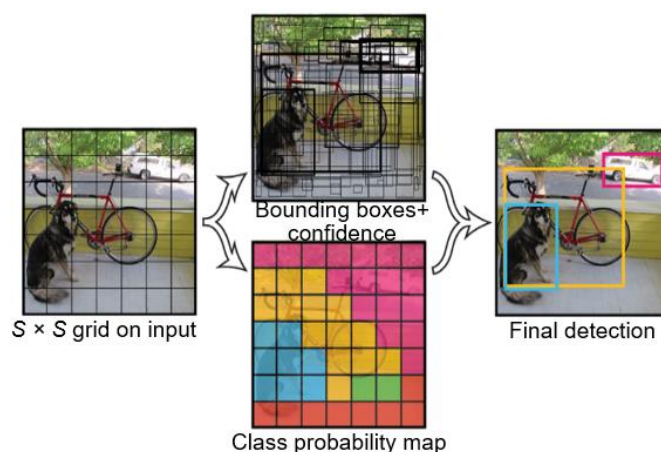 Bounding boxes+
confidence
S × S grid on input
Final detection
Class probability map